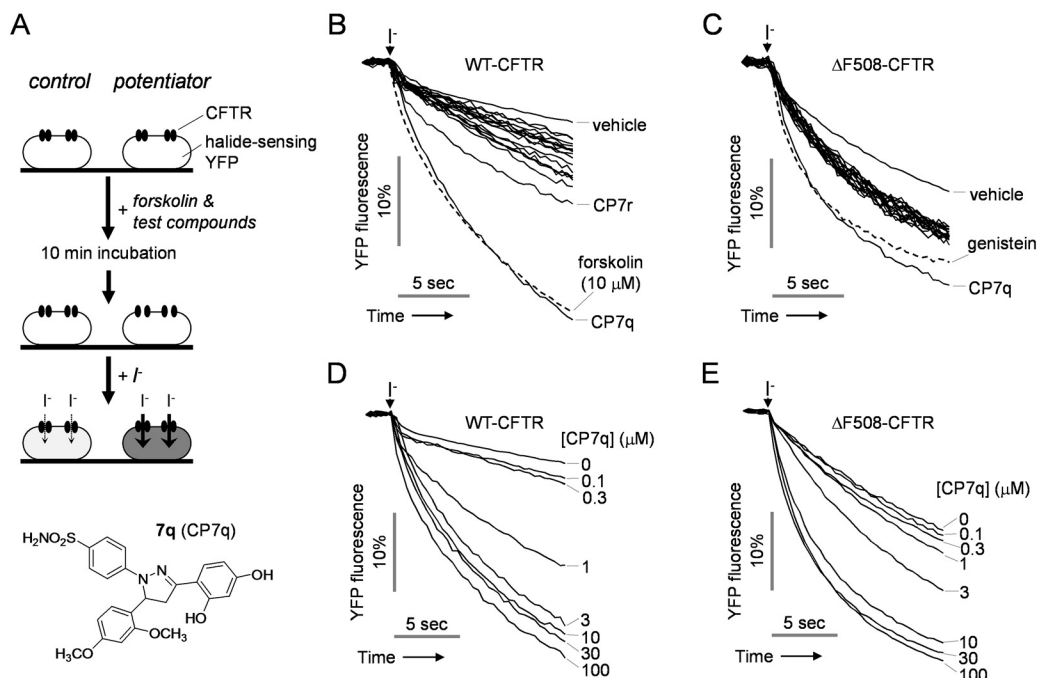 A
control potentiator
CFTR
halide-sensing
YFP
+ forskolin &
test compounds
10 min incubation
+ I-
I- I- I- I-
7q (CP7q)
H₂NO₂S
N N
OH
HO
OCH₃
H₃CO
B
I-
WT-CFTR
YFP fluorescence
10%
vehicle
CP7r
forskolin
(10 μM)
CP7q
5 sec
Time
C
I-
ΔF508-CFTR
YFP fluorescence
10%
vehicle
genistein
CP7q
5 sec
Time
D
I-
WT-CFTR
[CP7q] (μM)
0
0.1
0.3
1
3
10
30
100
YFP fluorescence
10%
5 sec
Time
E
I-
ΔF508-CFTR
[CP7q] (μM)
0
0.1
0.3
1
3
10
30
100
YFP fluorescence
10%
5 sec
Time